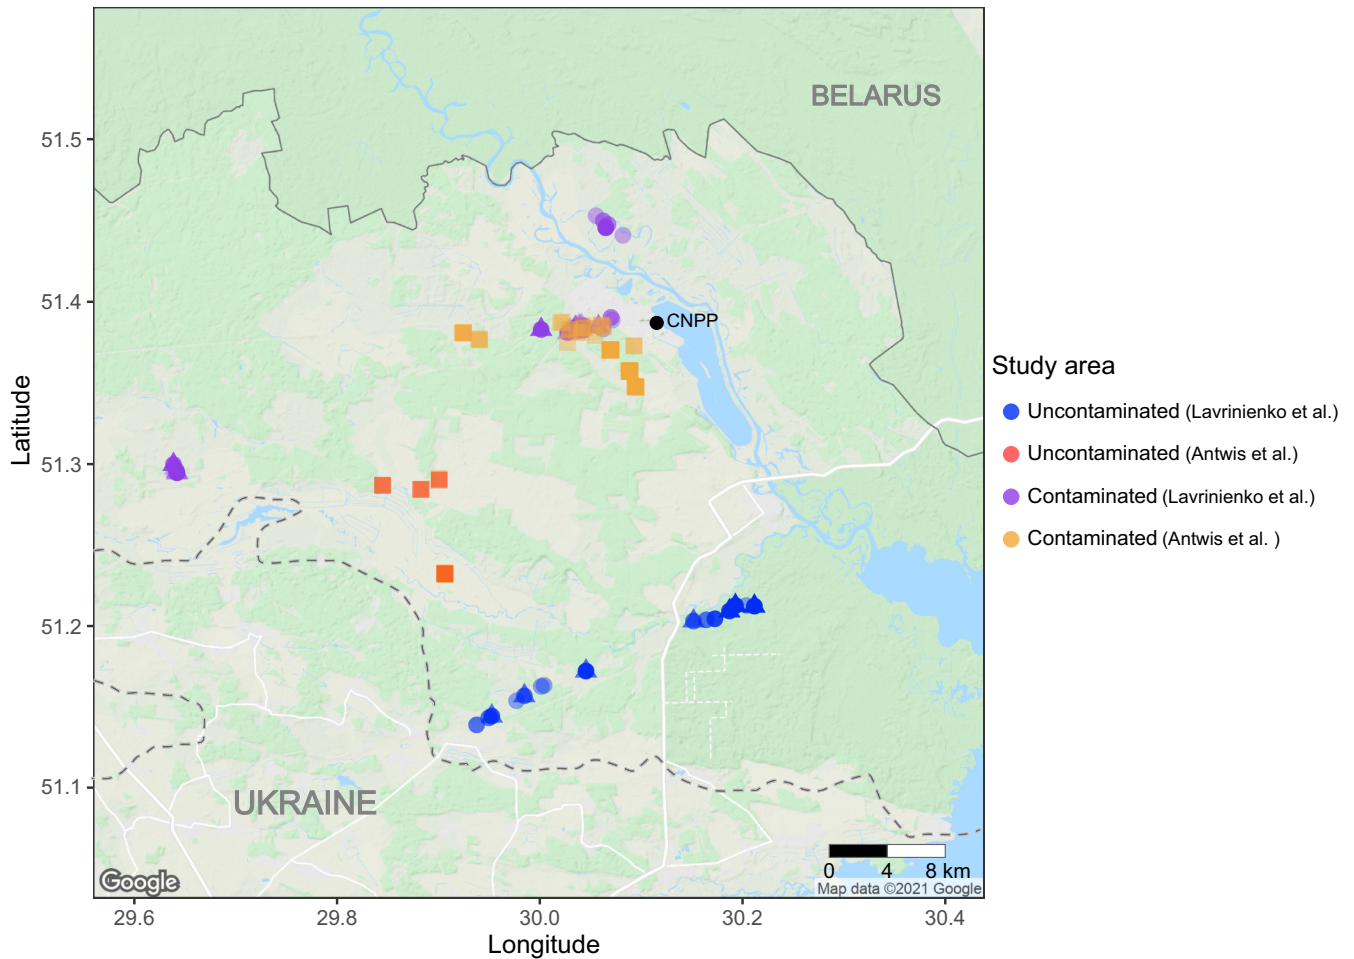 BELARUS
51.5
51.4
CNPP
51.3
51.2
51.1
Latitude
UKRAINE
0 4 8 km
Google
Map data ©2021 Google
29.6 29.8 30.0 30.2 30.4
Longitude
Study area
Uncontaminated (Lavrinienko et al.)
Uncontaminated (Antwis et al.)
Contaminated (Lavrinienko et al.)
Contaminated (Antwis et al. )